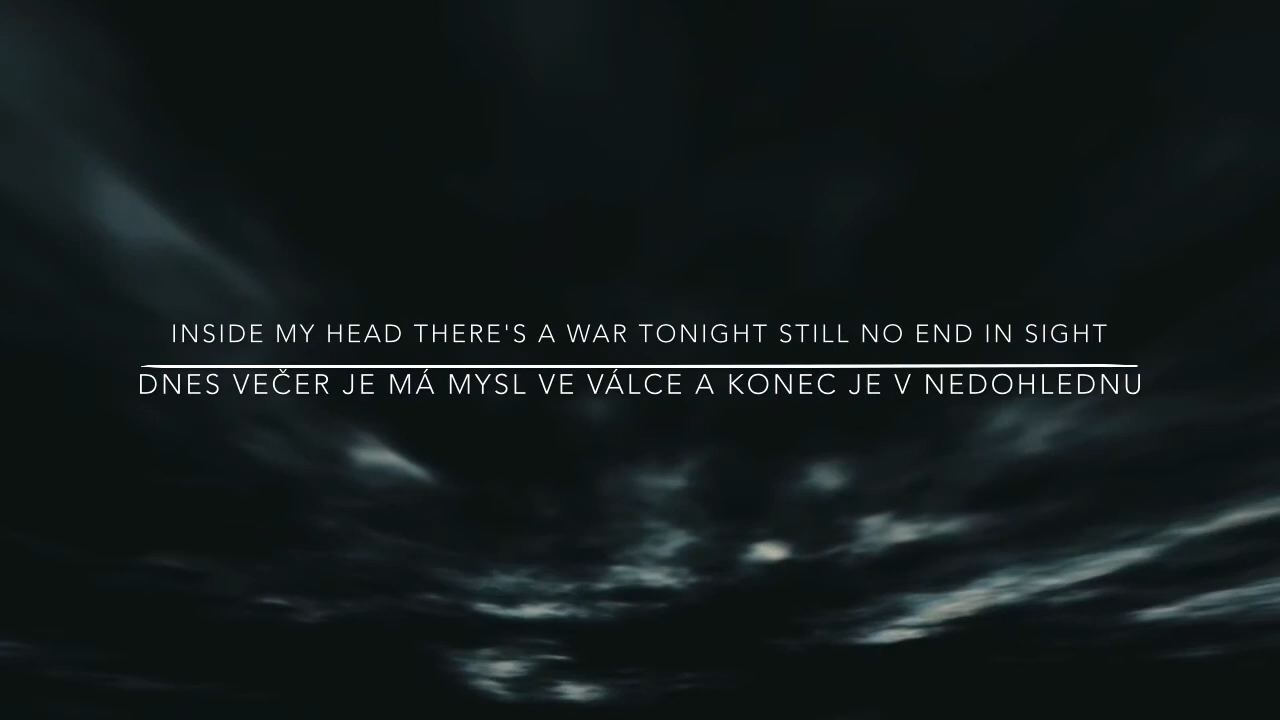 INSIDE MY HEAD THERE'S A WAR TONIGHT STILL NO END IN SIGHT
DNES VEČER JE MÁ MYSL VE VÁLCE A KONEC JE V NEDOHLEDNU